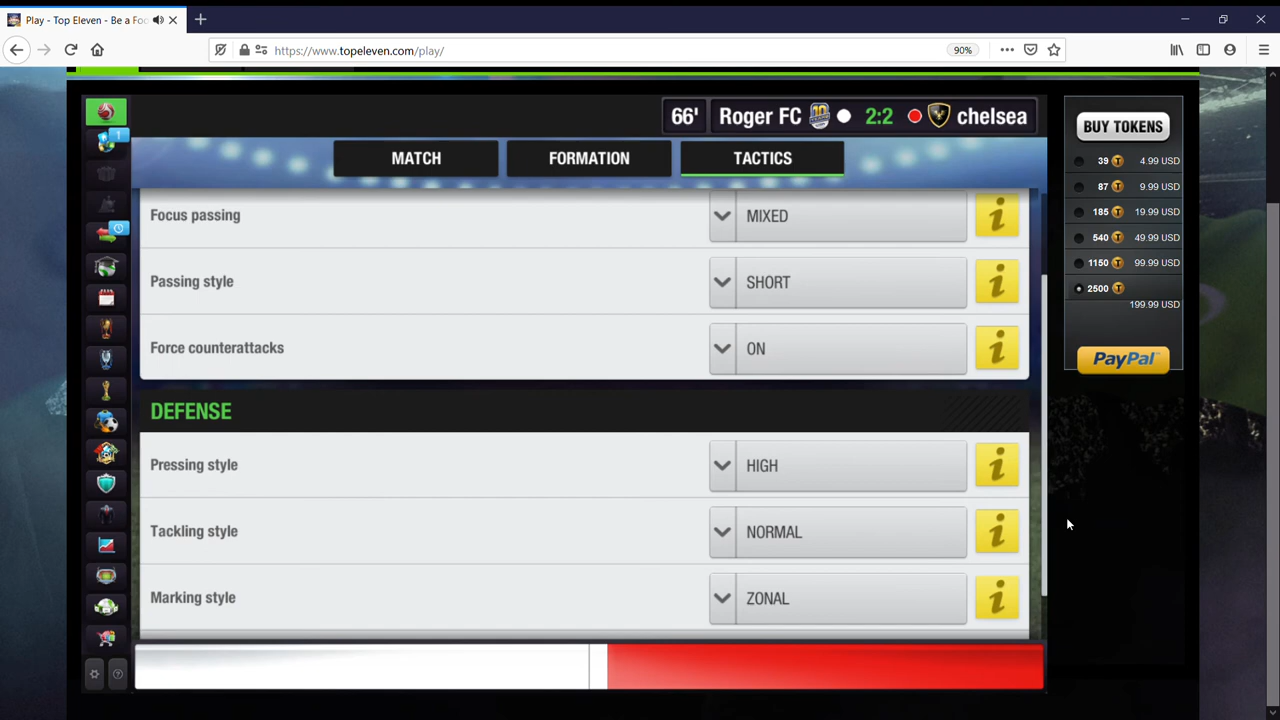 Play - Top Eleven - Be a Foo
https://www.topeleven.com/play/
90%
66' Roger FC 2:2 chelsea
MATCH FORMATION TACTICS
Focus passing MIXED
Passing style SHORT
Force counterattacks ON
DEFENSE
Pressing style HIGH
Tackling style NORMAL
Marking style ZONAL
1
BUY TOKENS
39 T 4.99 USD
87 T 9.99 USD
185 T 19.99 USD
540 T 49.99 USD
1150 T 99.99 USD
2500 T
199.99 USD
PayPal